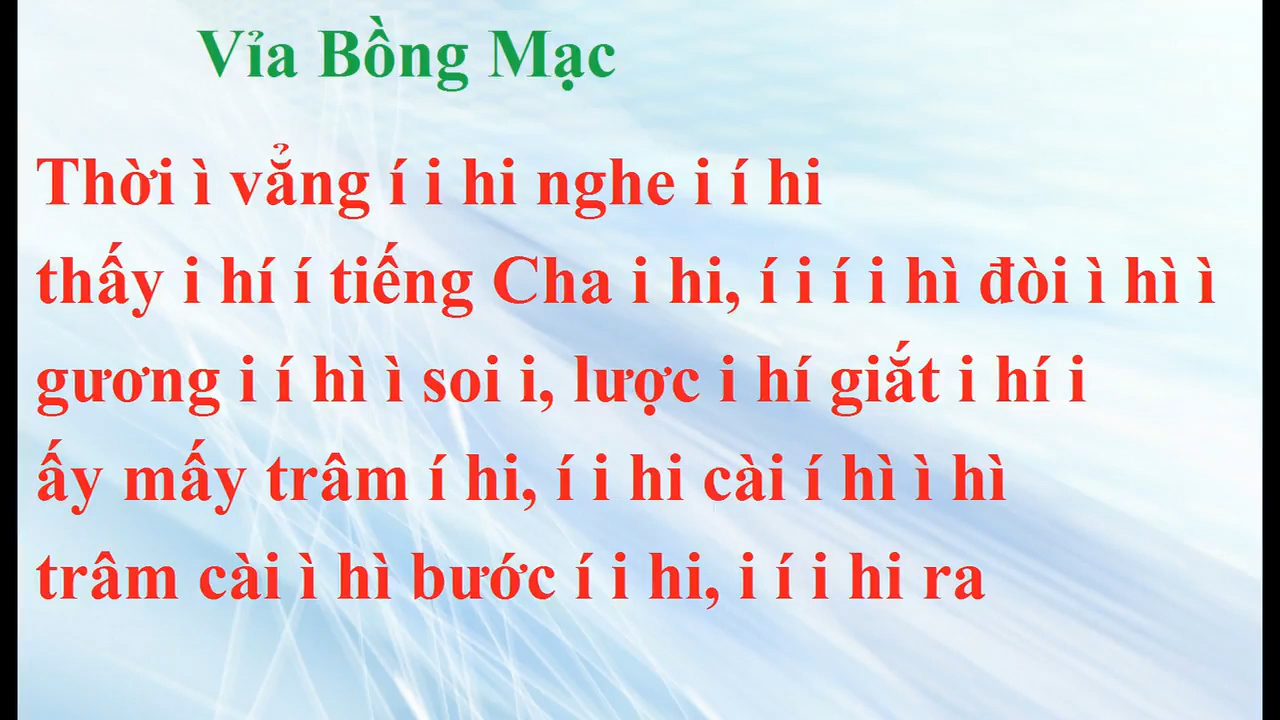 Vỉa Bồng Mạc
Thời ì vẳng í i hi nghe i í hi
thấy i hí í tiếng Cha i hi, í i í i hì đòi ì hì ì
gương i í hì ì soi i, lược i hí giắt i hí i
ấy mấy trâm í hi, í i hi cài í hì ì hì
trâm cài ì hì bước í i hi, i í i hi ra